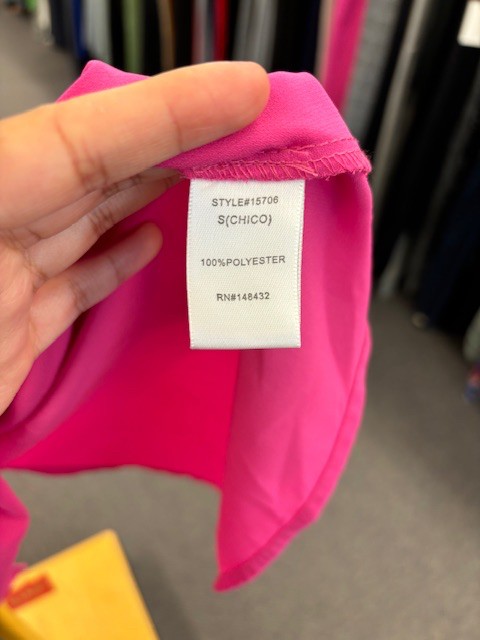 STYLE#15706
S(CHICO)
100%POLYESTER
RN#148432